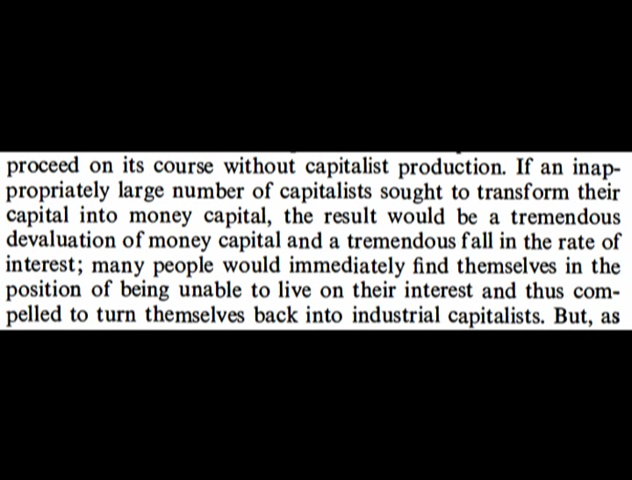 proceed on its course without capitalist production. If an inap-
propriately large number of capitalists sought to transform their
capital into money capital, the result would be a tremendous
devaluation of money capital and a tremendous fall in the rate of
interest; many people would immediately find themselves in the
position of being unable to live on their interest and thus com-
pelled to turn themselves back into industrial capitalists. But, as